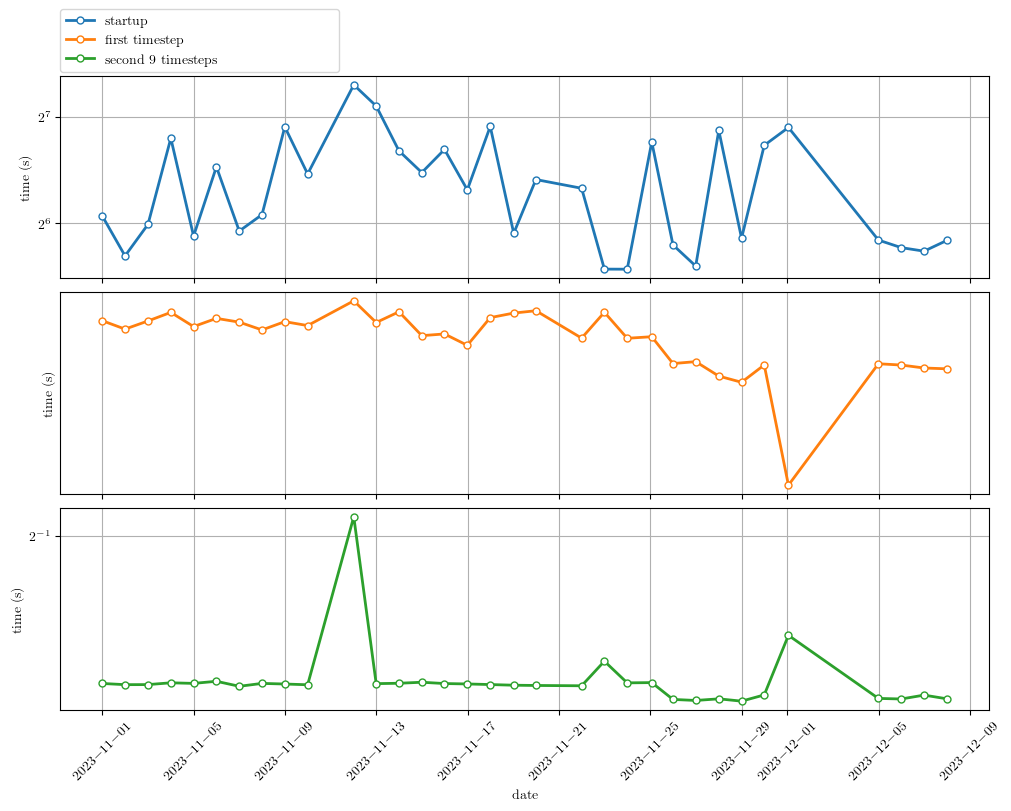 startup
first timestep
second 9 timesteps
2^7
2^6
time (s)
time (s)
2^−1
time (s)
2023−11−01 2023−11−05 2023−11−09 2023−11−13 2023−11−17 2023−11−21 2023−11−25 2023−11−29 2023−12−01 2023−12−05 2023−12−09
date